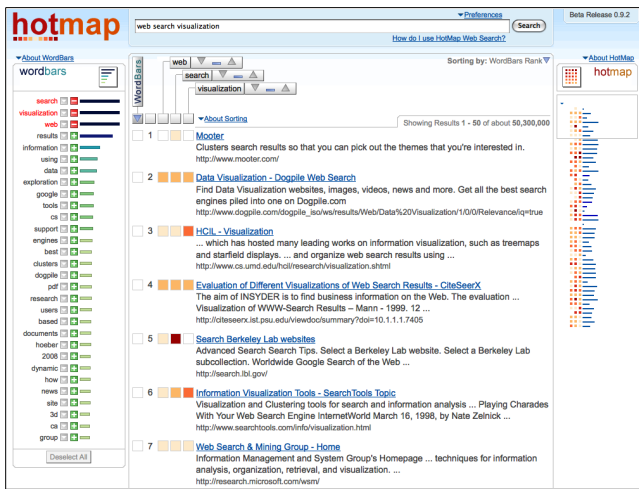 hotmap
web search visualization
Preferences
Search
How do I use HotMap Web Search?
Beta Release 0.9.2
About WordBars
wordbars
search
visualization
web
results
information
using
data
exploration
google
tools
cs
support
engines
best
clusters
dogpile
pdf
research
users
based
documents
hoeber
2008
dynamic
how
news
site
3d
ca
group
Deselect All
WordBars
web
search
visualization
Sorting by: WordBars Rank
About Sorting
Showing Results 1 - 50 of about 50,300,000
1 Mooter
Clusters search results so that you can pick out the themes that you're interested in.
http://www.mooter.com/
2 Data Visualization - Dogpile Web Search
Find Data Visualization websites, images, videos, news and more. Get all the best search
engines piled into one on Dogpile.com
http://www.dogpile.com/dogpile_iso/ws/results/Web/Data%20Visualization/1/0/0/Relevance/iq=true
3 HCIL - Visualization
... which has hosted many leading works on information visualization, such as treemaps
and starfield displays. ... and organize web search results using ...
http://www.cs.umd.edu/hcil/research/visualization.shtml
4 Evaluation of Different Visualizations of Web Search Results - CiteSeerX
The aim of INSYDER is to find business information on the Web. The evaluation ...
Visualization of WWW-Search Results – Mann - 1999. 12 ...
http://citeseerx.ist.psu.edu/viewdoc/summary?doi=10.1.1.1.7405
5 Search Berkeley Lab websites
Advanced Search Search Tips. Select a Berkeley Lab website. Select a Berkeley Lab
subcollection. Worldwide Google Search of the Web ...
http://search.lbl.gov/
6 Information Visualization Tools - SearchTools Topic
Visualization and Clustering tools for search and information analysis ... Playing Charades
With Your Web Search Engine InternetWorld March 16, 1998, by Nate Zelnick ...
http://www.searchtools.com/info/visualization.html
7 Web Search & Mining Group - Home
Information Management and System Group's Homepage ... techniques for information
analysis, organization, retrieval, and visualization. ...
http://research.microsoft.com/wsm/
About HotMap
hotmap